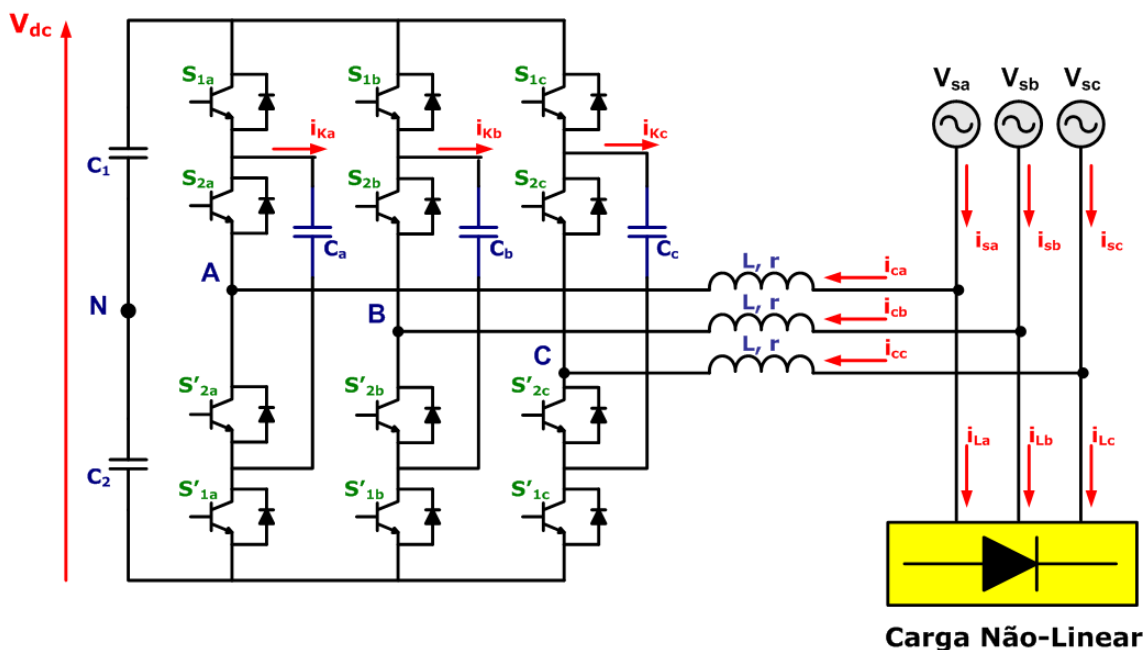 Vdc
S1a
S1b
S1c
Vsa
Vsb
Vsc
iKa
iKb
iKc
C1
S2a
S2b
S2c
Ca
Cb
Cc
isa
isb
isc
A
L, r
ica
N
B
L, r
icb
C
L, r
icc
S'2a
S'2b
S'2c
iLa
iLb
iLc
C2
S'1a
S'1b
S'1c
Carga Não-Linear